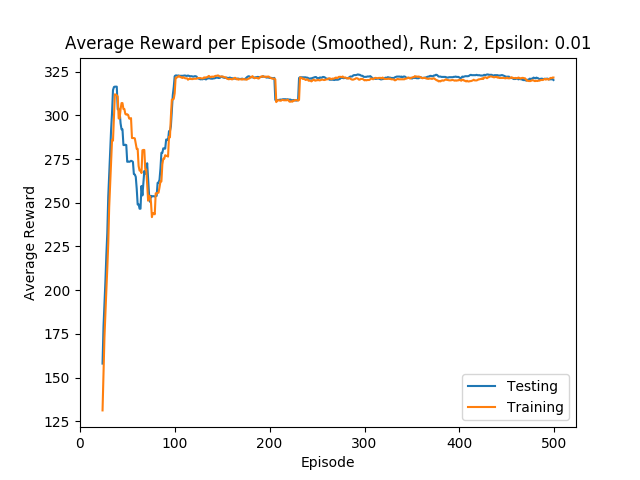 Average Reward per Episode (Smoothed), Run: 2, Epsilon: 0.01
325
300
275
250
225
200
175
150
125
Average Reward
0 100 200 300 400 500
Episode
Testing
Training